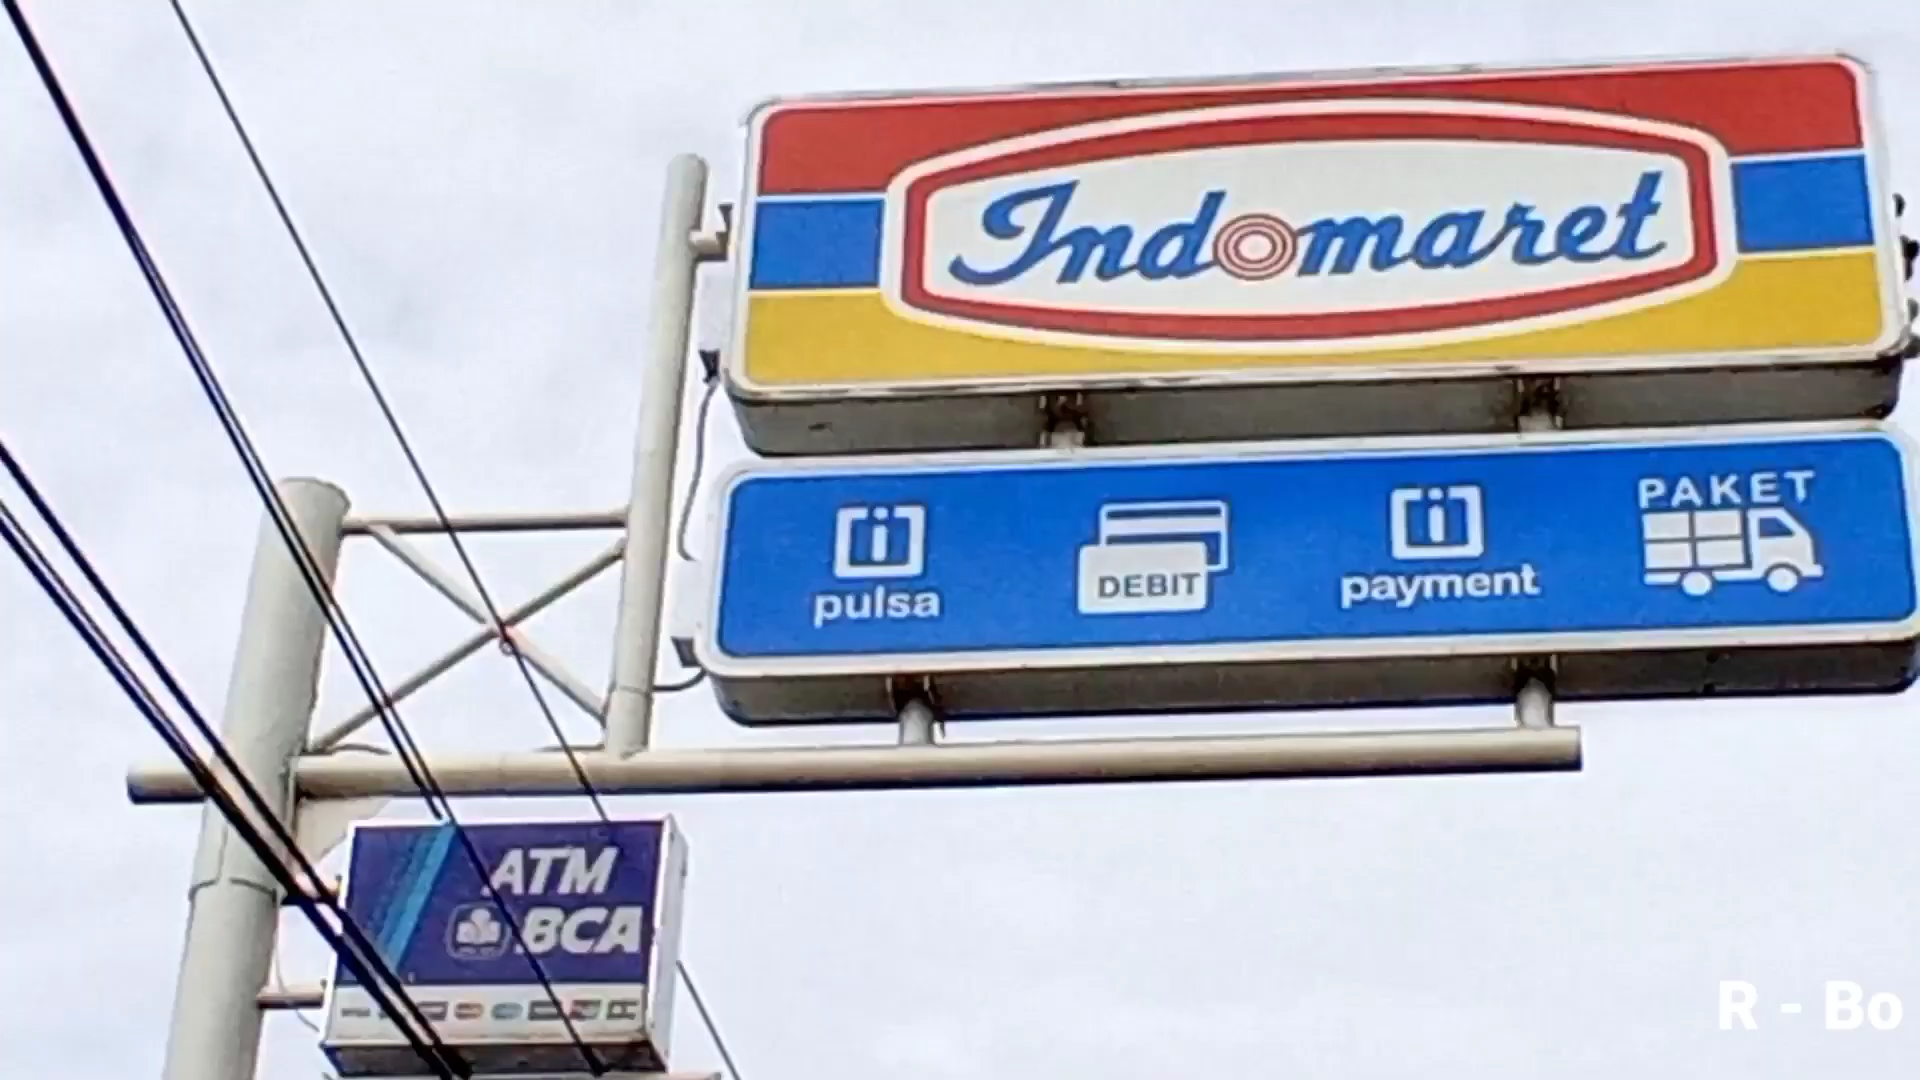 Indomaret
pulsa
DEBIT
payment
PAKET
ATM
BCA
R - Bo